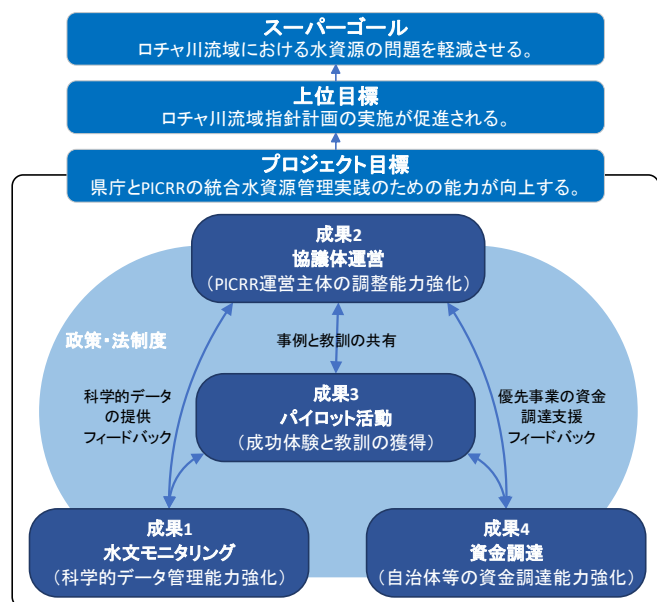 スーパーゴール
ロチャ川流域における水資源の問題を軽減させる。
上位目標
ロチャ川流域指針計画の実施が促進される。
プロジェクト目標
県庁とPICRRの統合水資源管理実践のための能力が向上する。
成果2
協議体運営
（PICRR運営主体の調整能力強化）
政策・法制度
事例と教訓の共有
科学的データ
の提供
フィードバック
優先事業の資金
調達支援
フィードバック
成果3
パイロット活動
（成功体験と教訓の獲得）
成果1
水文モニタリング
（科学的データ管理能力強化）
成果4
資金調達
（自治体等の資金調達能力強化）